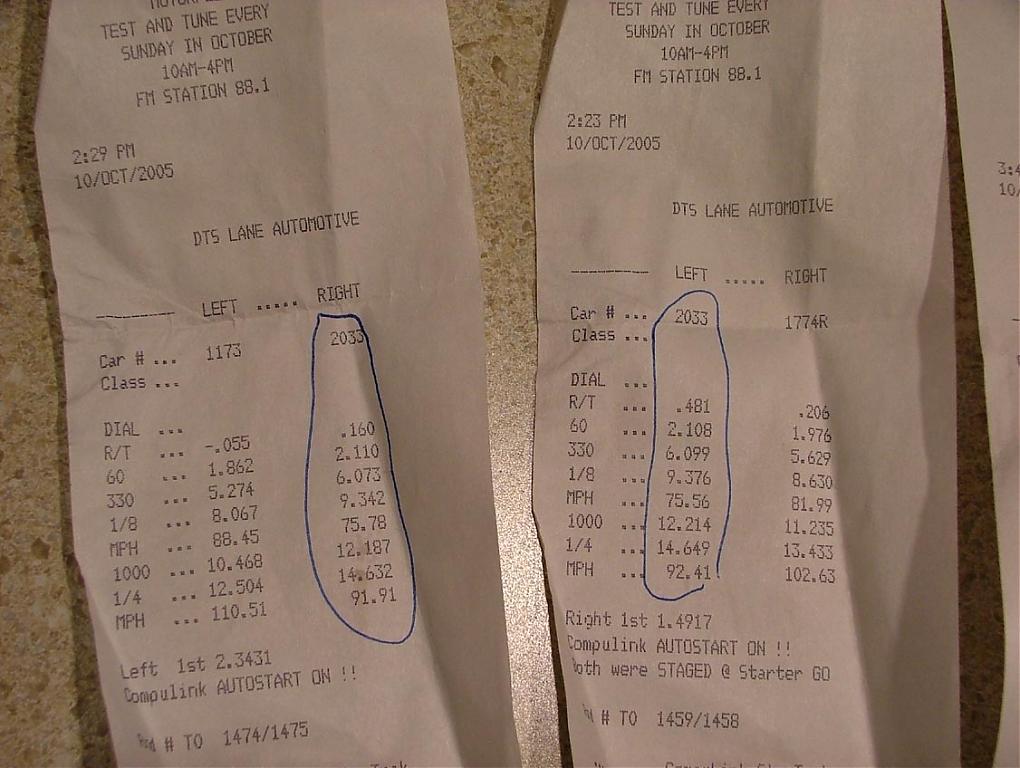 TEST AND TUNE EVERY
SUNDAY IN OCTOBER
10AM-4PM
FM STATION 88.1
2:29 PM
10/OCT/2005
DTS LANE AUTOMOTIVE
---------- LEFT ..... RIGHT
Car # ... 1173 2033
Class ...
DIAL ...
R/T ... -.055 .160
60 ... 1.862 2.110
330 ... 5.274 6.073
1/8 ... 8.067 9.342
MPH ... 88.45 75.78
1000 ... 10.468 12.187
1/4 ... 12.504 14.632
MPH ... 110.51 91.91
Left 1st 2.3431
Compulink AUTOSTART ON !!
# TO 1474/1475
TEST AND TUNE EVERY
SUNDAY IN OCTOBER
10AM-4PM
FM STATION 88.1
2:23 PM
10/OCT/2005
DTS LANE AUTOMOTIVE
---------- LEFT ..... RIGHT
Car # ... 2033 1774R
Class ...
DIAL ...
R/T ... .481 .206
60 ... 2.108 1.976
330 ... 6.099 5.629
1/8 ... 9.376 8.630
MPH ... 75.56 81.99
1000 ... 12.214 11.235
1/4 ... 14.649 13.433
MPH ... 92.41 102.63
Right 1st 1.4917
Compulink AUTOSTART ON !!
Both were STAGED @ Starter GO
# TO 1459/1458
3:4
10/